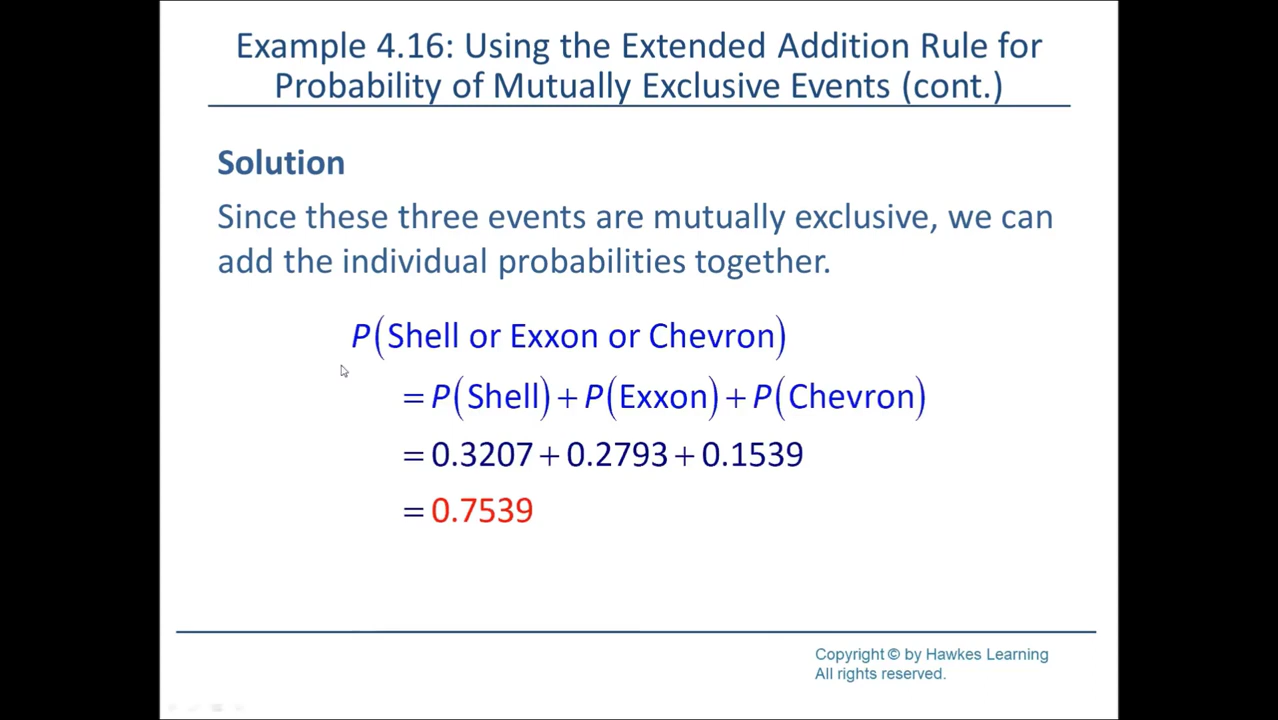 Example 4.16: Using the Extended Addition Rule for
Probability of Mutually Exclusive Events (cont.)
Solution
Since these three events are mutually exclusive, we can
add the individual probabilities together.
P(Shell or Exxon or Chevron)
= P(Shell) + P(Exxon) + P(Chevron)
= 0.3207 + 0.2793 + 0.1539
= 0.7539
Copyright © by Hawkes Learning
All rights reserved.